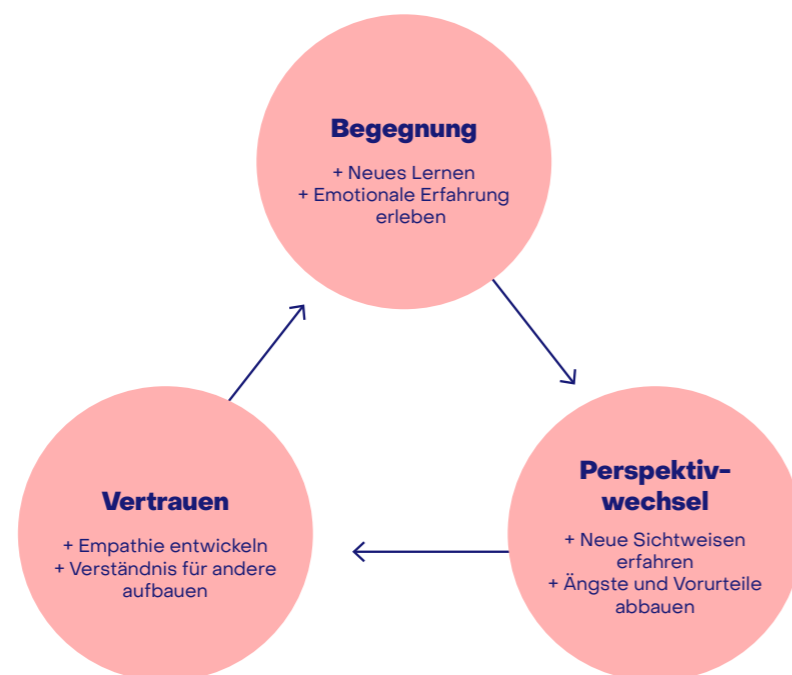 Begegnung
+ Neues Lernen
+ Emotionale Erfahrung
erleben
Perspektiv-
wechsel
+ Neue Sichtweisen
erfahren
+ Ängste und Vorurteile
abbauen
Vertrauen
+ Empathie entwickeln
+ Verständnis für andere
aufbauen